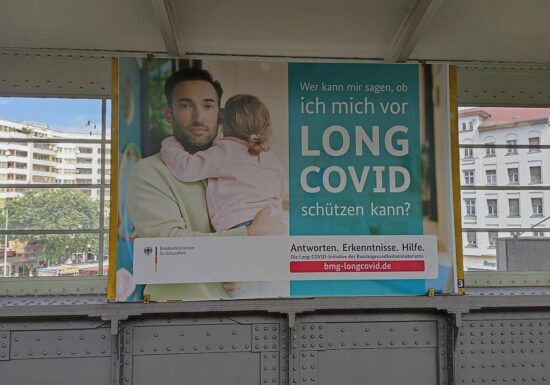 Wer kann mir sagen, ob
ich mich vor
LONG
COVID
schützen kann?
Bundesministerium
für Gesundheit
Antworten. Erkenntnisse. Hilfe.
Die Long-COVID-Initiative des Bundesgesundheitsministeriums
bmg-longcovid.de